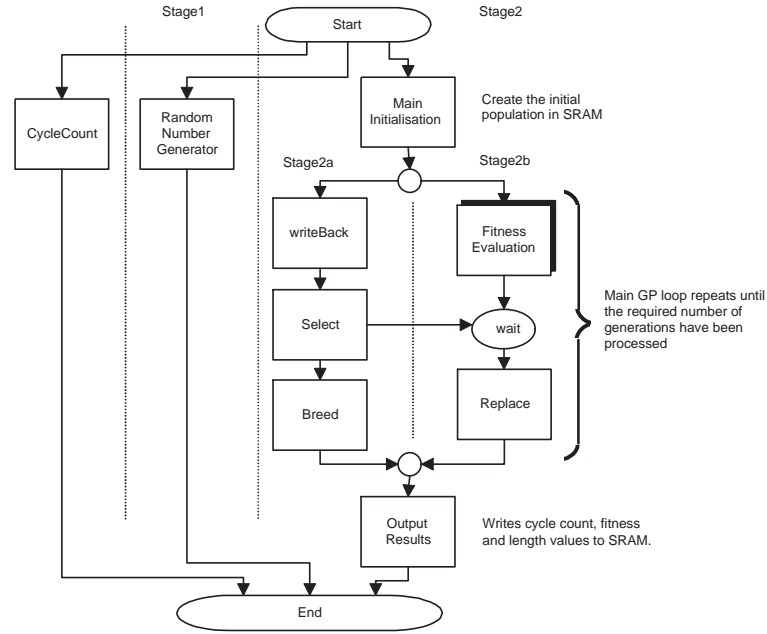 Stage1
Start
Stage2
CycleCount
Random
Number
Generator
Main
Initialisation
Create the initial
population in SRAM
Stage2a
Stage2b
writeBack
Fitness
Evaluation
Select
wait
Main GP loop repeats until
the required number of
generations have been
processed
Breed
Replace
Output
Results
Writes cycle count, fitness
and length values to SRAM.
End